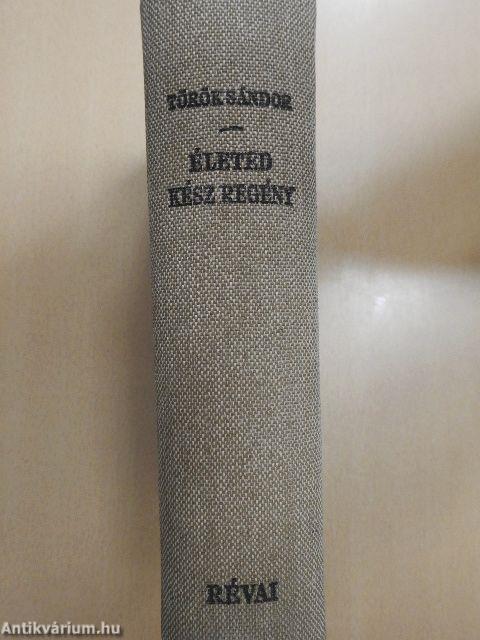 TÖRÖK SÁNDOR
ÉLETED
KÉSZ REGÉNY
RÉVAI
Antikvárium.hu